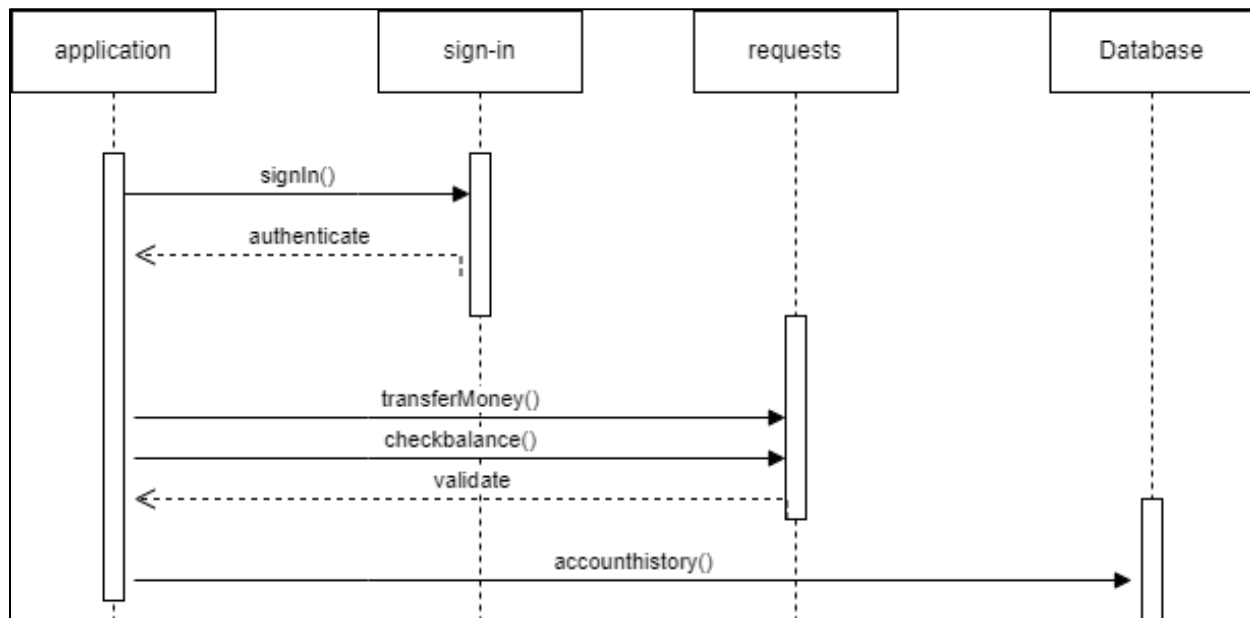 application
sign-in
requests
Database
signIn()
authenticate
transferMoney()
checkbalance()
validate
accounthistory()